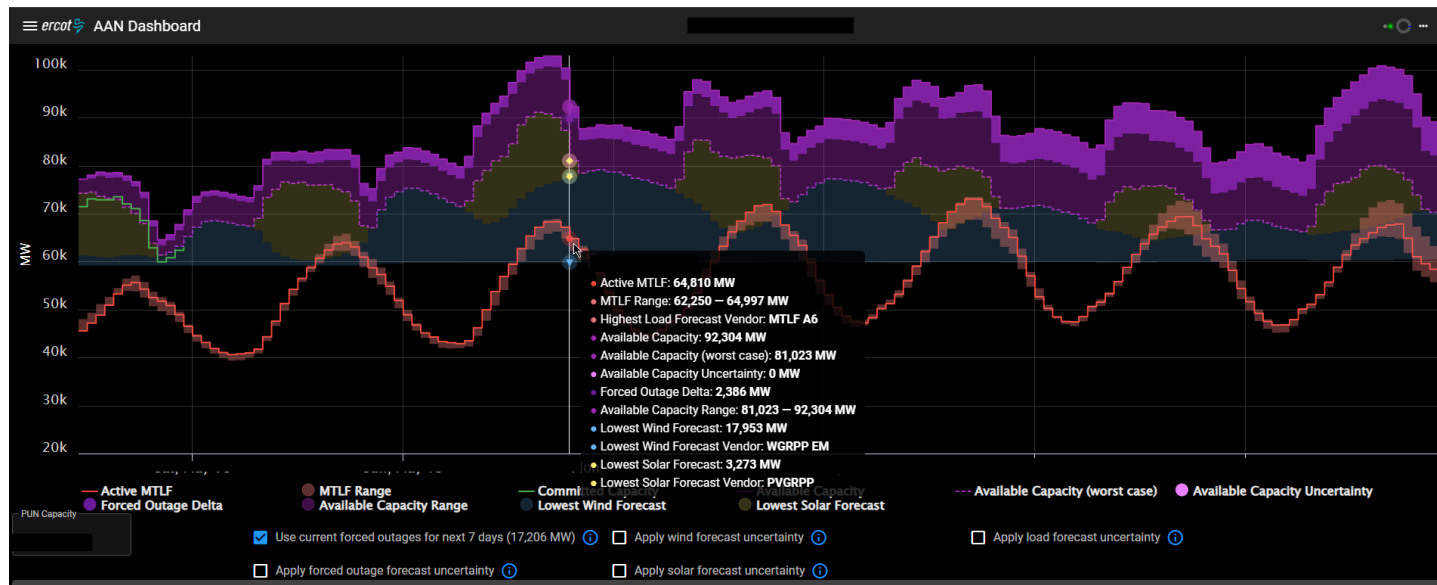 ercot AAN Dashboard
100k
90k
80k
70k
60k
50k
40k
30k
20k
MW
Active MTLF: 64,810 MW
MTLF Range: 62,250 — 64,997 MW
Highest Load Forecast Vendor: MTLF A6
Available Capacity: 92,304 MW
Available Capacity (worst case): 81,023 MW
Available Capacity Uncertainty: 0 MW
Forced Outage Delta: 2,386 MW
Available Capacity Range: 81,023 — 92,304 MW
Lowest Wind Forecast: 17,953 MW
Lowest Wind Forecast Vendor: WGRPP EM
Lowest Solar Forecast: 3,273 MW
Lowest Solar Forecast Vendor: PVGRPP
Active MTLF MTLF Range Committed Capacity Available Capacity Available Capacity (worst case) Available Capacity Uncertainty
Forced Outage Delta Available Capacity Range Lowest Wind Forecast Lowest Solar Forecast
PUN Capacity
Use current forced outages for next 7 days (17,206 MW) Apply wind forecast uncertainty Apply load forecast uncertainty
Apply forced outage forecast uncertainty Apply solar forecast uncertainty